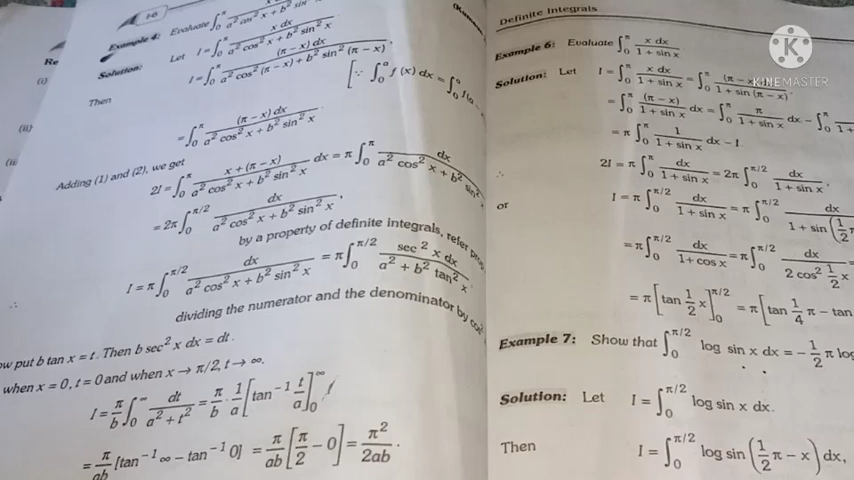 I-6
Example 4: Evaluate ∫₀^π x dx / (a² cos² x + b² sin² x)
Solution: Let I = ∫₀^π x dx / (a² cos² x + b² sin² x)
Then I = ∫₀^π (π − x) dx / (a² cos² (π − x) + b² sin² (π − x)),
[∵ ∫₀^a f(x) dx = ∫₀^a f(a −
= ∫₀^π (π − x) dx / (a² cos² x + b² sin² x)
Adding (1) and (2), we get
2I = ∫₀^π x + (π − x) / (a² cos² x + b² sin² x) dx = π ∫₀^π dx / (a² cos² x + b² sin²
= 2π ∫₀^π/2 dx / (a² cos² x + b² sin² x),
by a property of definite integrals, refer
∴ I = π ∫₀^π/2 dx / (a² cos² x + b² sin² x) = π ∫₀^π/2 sec² x dx / (a² + b² tan² x)
dividing the numerator and the denominator by
put b tan x = t. Then b sec² x dx = dt.
when x = 0, t = 0 and when x → π/2, t → ∞.
I = π/b ∫₀^∞ dt / (a² + t²) = π/b · 1/a [tan⁻¹ t/a]₀^∞
= π/ab [tan⁻¹ ∞ − tan⁻¹ 0] = π/ab [π/2 − 0] = π²/2ab.
(i)
(ii)
Definite Integrals
Example 6: Evaluate ∫₀^π x dx / (1 + sin x)
KINEMASTER
Solution: Let I = ∫₀^π x dx / (1 + sin x) = ∫₀^π (π − x) / (1 + sin (π − x))
= ∫₀^π (π − x) / (1 + sin x) dx = ∫₀^π π / (1 + sin x) dx − ∫₀^π
= π ∫₀^π 1 / (1 + sin x) dx − I
∴ 2I = π ∫₀^π dx / (1 + sin x) = 2π ∫₀^π/2 dx / (1 + sin x),
or I = π ∫₀^π/2 dx / (1 + sin x) = π ∫₀^π/2 dx / (1 + sin (1/2 π
= π ∫₀^π/2 dx / (1 + cos x) = π ∫₀^π/2 dx / (2 cos² 1/2 x) =
= π [tan 1/2 x]₀^π/2 = π [tan 1/4 π − tan
Example 7: Show that ∫₀^π/2 log sin x dx = − 1/2 π log
Solution: Let I = ∫₀^π/2 log sin x dx.
Then I = ∫₀^π/2 log sin (1/2 π − x) dx,